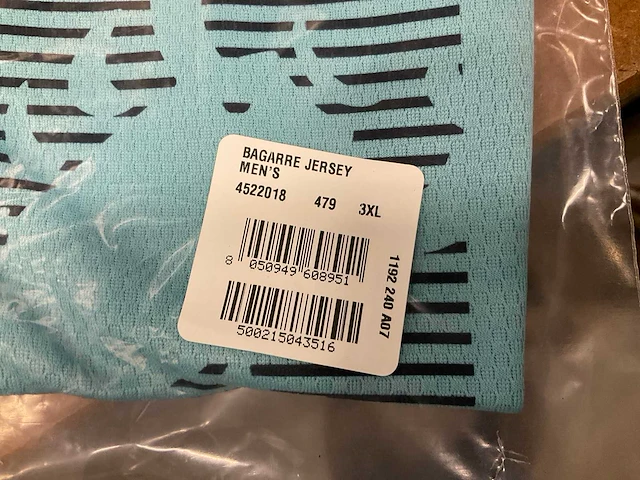 BAGARRE JERSEY
MEN'S
4522018 479 3XL
8 050949 608951
500215043516
1192 240 A07